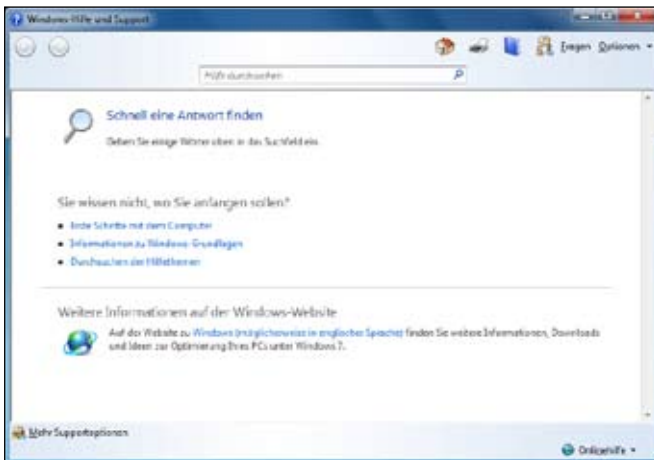 Windows-Hilfe und Support
Fragen Optionen
Hilfe durchsuchen
Schnell eine Antwort finden
Geben Sie einige Wörter oben in das Suchfeld ein.
Sie wissen nicht, wo Sie anfangen sollen?
Erste Schritte mit dem Computer
Informationen zu Windows-Grundlagen
Durchsuchen der Hilfethemen
Weitere Informationen auf der Windows-Website
Auf der Website zu Windows (möglicherweise in englischer Sprache) finden Sie weitere Informationen, Downloads
und Ideen zur Optimierung Ihres PCs unter Windows 7.
Mehr Supportoptionen
Onlinehilfe